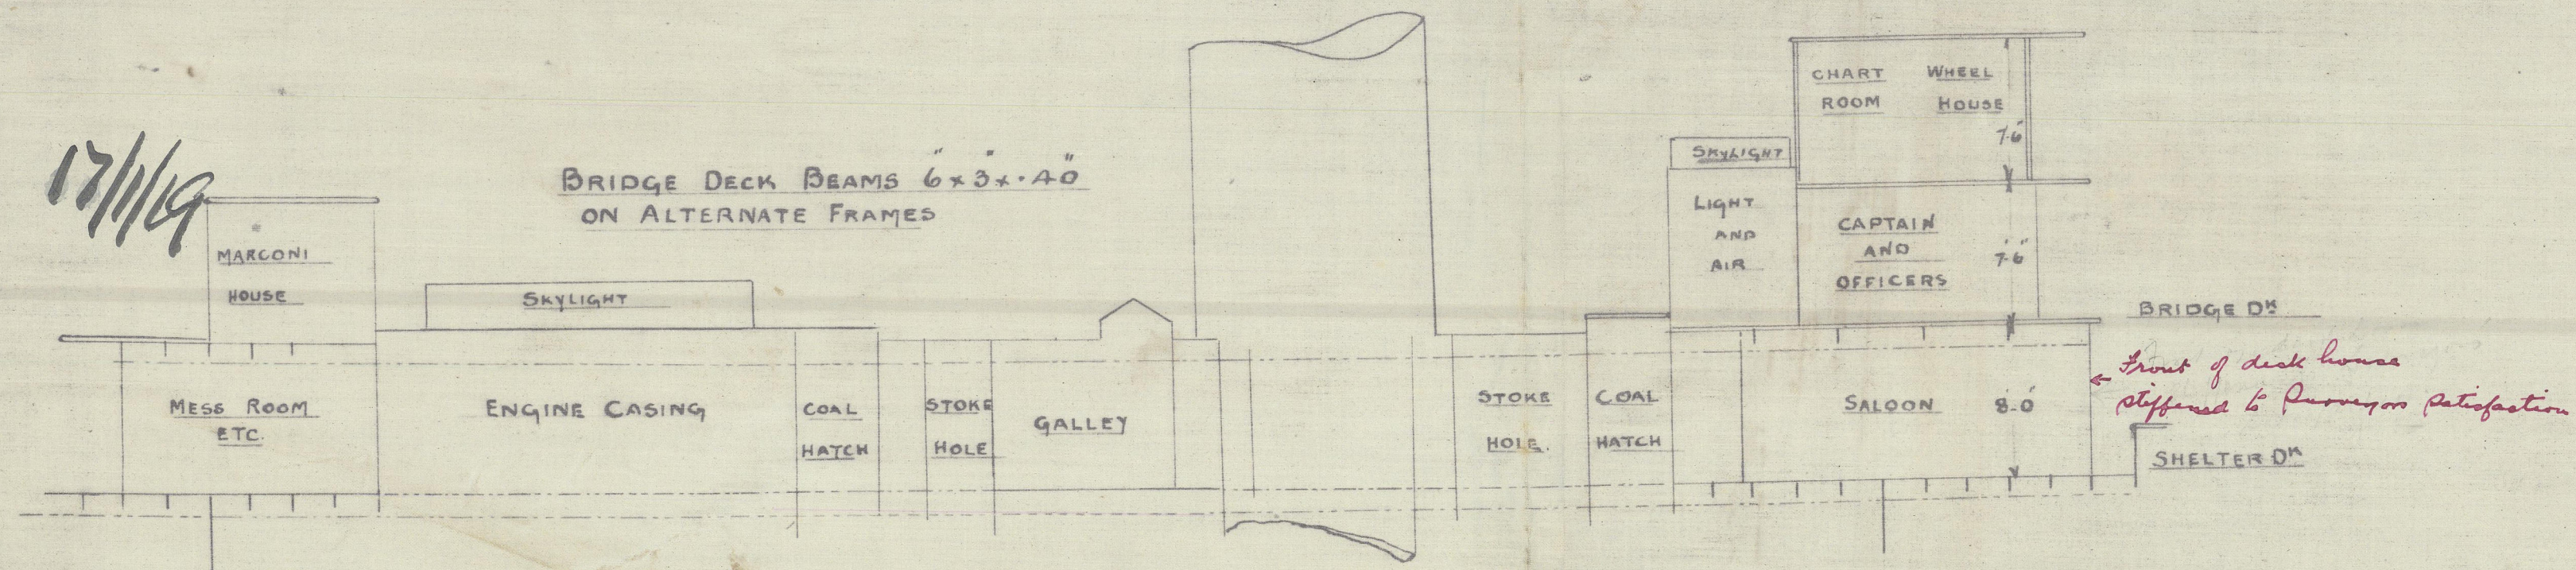 17/11/19
BRIDGE DECK BEAMS 6" x 3" x .40"
ON ALTERNATE FRAMES
MARCONI
HOUSE
SKYLIGHT
MESS ROOM
ETC.
ENGINE CASING
COAL
HATCH
STOKE
HOLE
GALLEY
STOKE
HOLE.
COAL
HATCH
SKYLIGHT
LIGHT
AND
AIR
CHART
ROOM
WHEEL
HOUSE
7-6"
CAPTAIN
AND
OFFICERS
7'-6"
SALOON 8'-0"
BRIDGE DK
Front of deck house
stiffened to Surveyors satisfaction
SHELTER DK